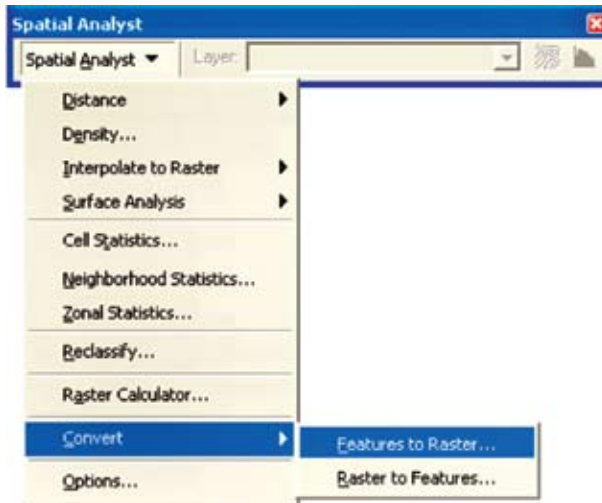 Spatial Analyst
Spatial Analyst Layer:
Distance
Density...
Interpolate to Raster
Surface Analysis
Cell Statistics...
Neighborhood Statistics...
Zonal Statistics...
Reclassify...
Raster Calculator...
Convert
Features to Raster...
Raster to Features...
Options...